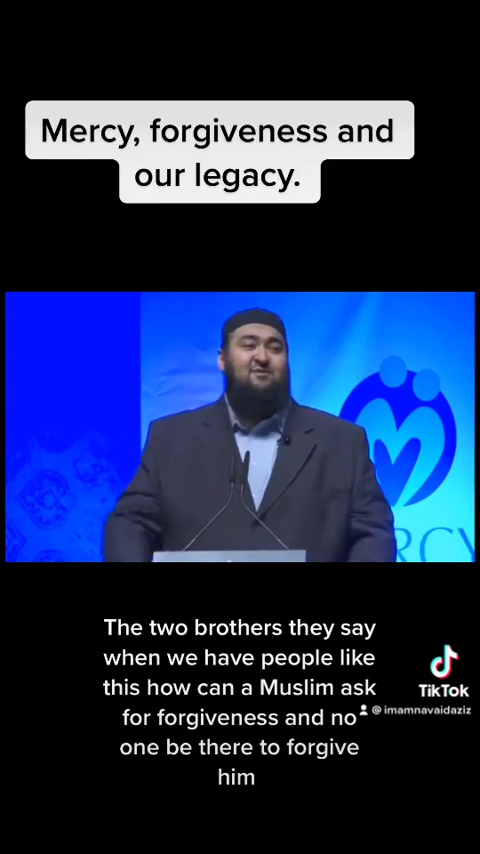 Mercy, forgiveness and
our legacy.
RCY
The two brothers they say
when we have people like
this how can a Muslim ask
for forgiveness and no
one be there to forgive
him
TikTok
@imamnavaidaziz